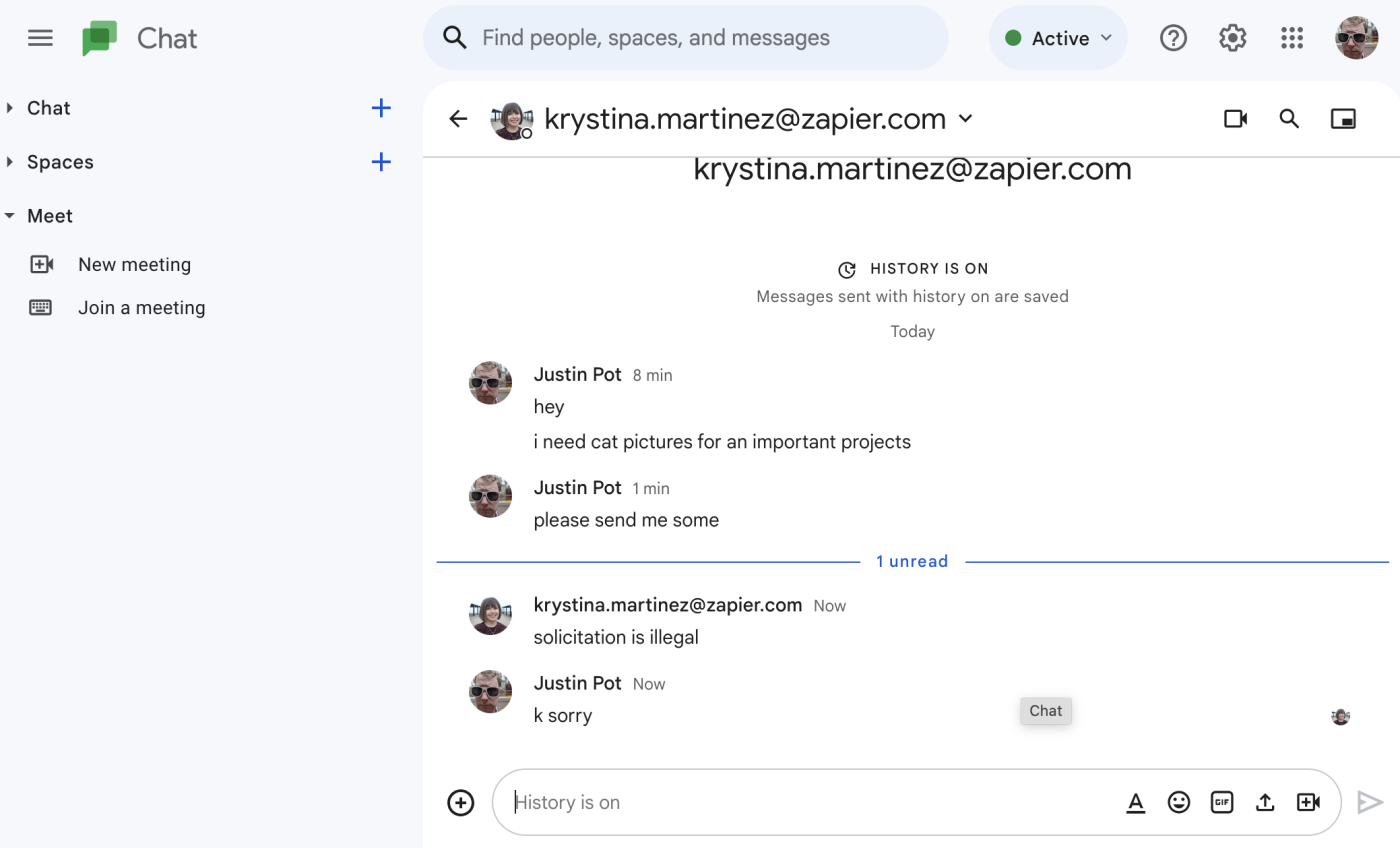 Chat
Find people, spaces, and messages
Active
Chat
Spaces
Meet
New meeting
Join a meeting
krystina.martinez@zapier.com
krystina.martinez@zapier.com
HISTORY IS ON
Messages sent with history on are saved
Today
Justin Pot 8 min
hey
i need cat pictures for an important projects
Justin Pot 1 min
please send me some
1 unread
krystina.martinez@zapier.com Now
solicitation is illegal
Justin Pot Now
k sorry
Chat
History is on
A
GIF